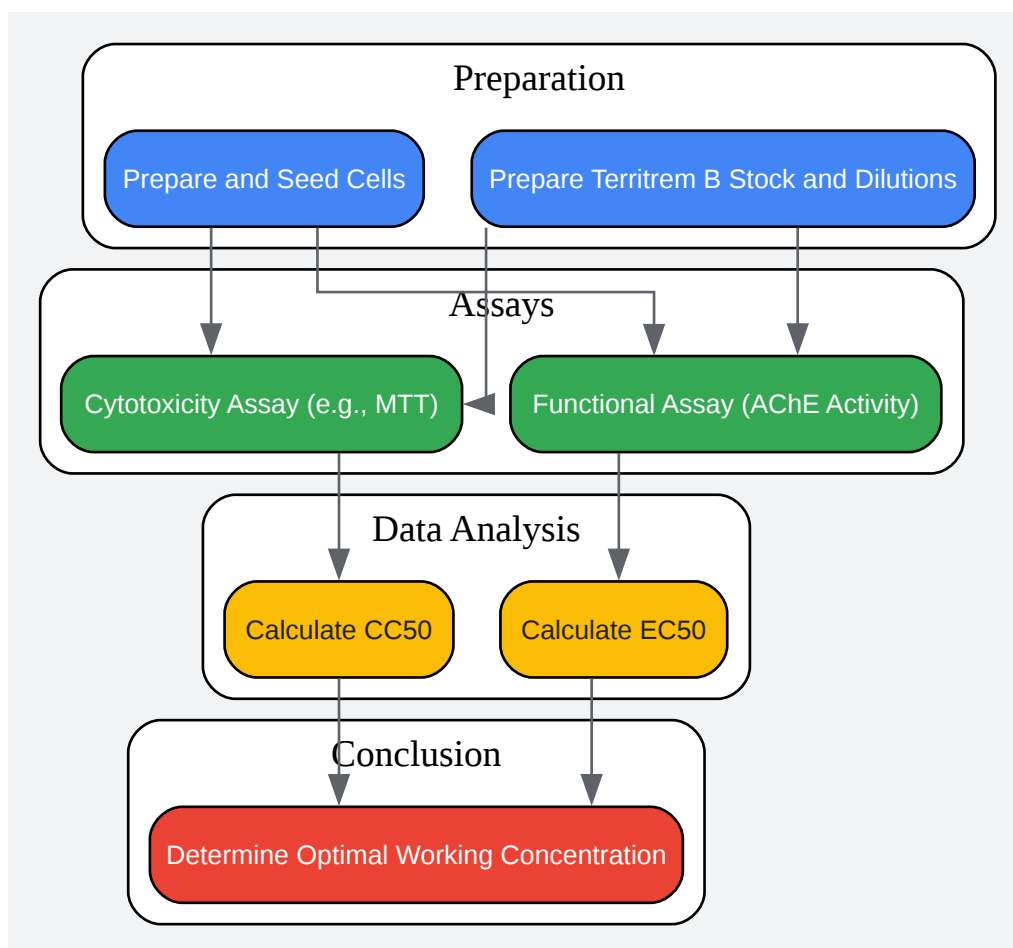 Preparation
Prepare and Seed Cells
Prepare Territrem B Stock and Dilutions
Assays
Cytotoxicity Assay (e.g., MTT)
Functional Assay (AChE Activity)
Data Analysis
Calculate CC50
Calculate EC50
Conclusion
Determine Optimal Working Concentration